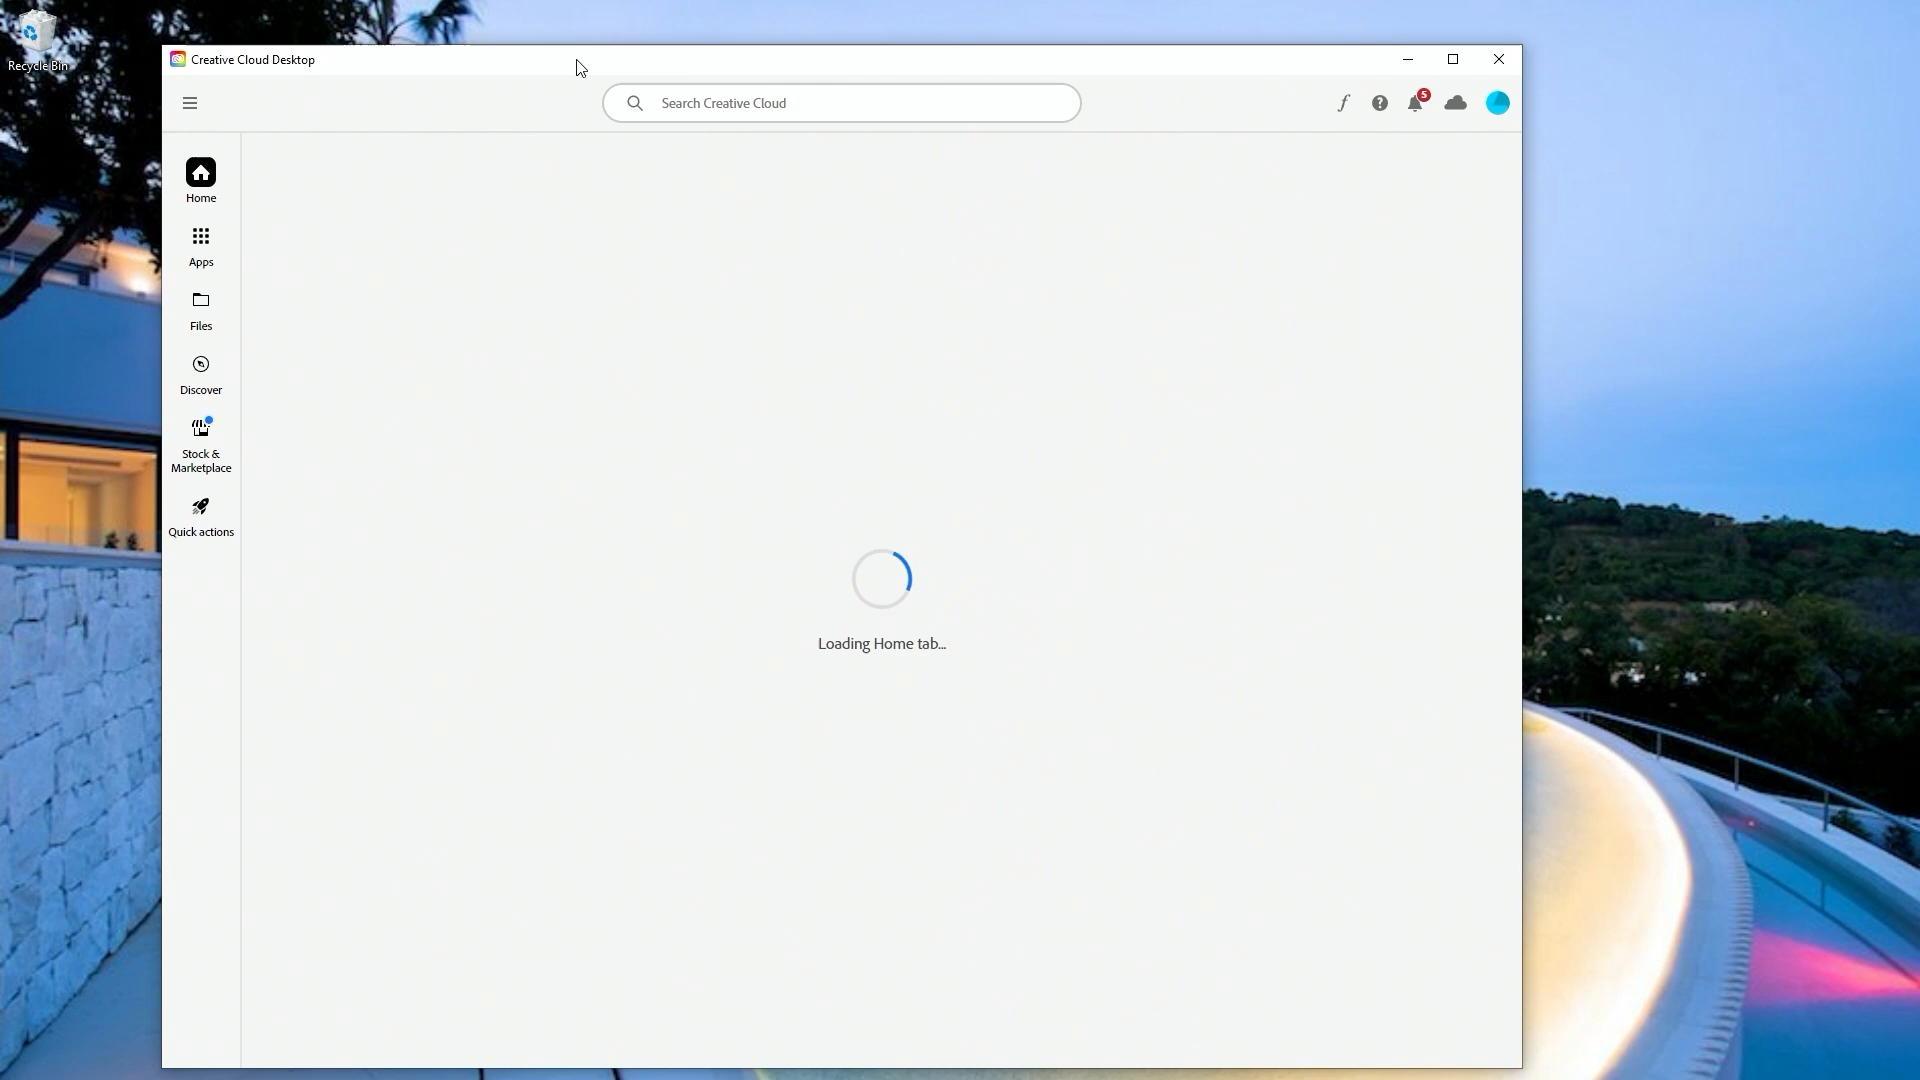 Recycle Bin
Creative Cloud Desktop
Search Creative Cloud
5
Home
Apps
Files
Discover
Stock &
Marketplace
Quick actions
Loading Home tab...